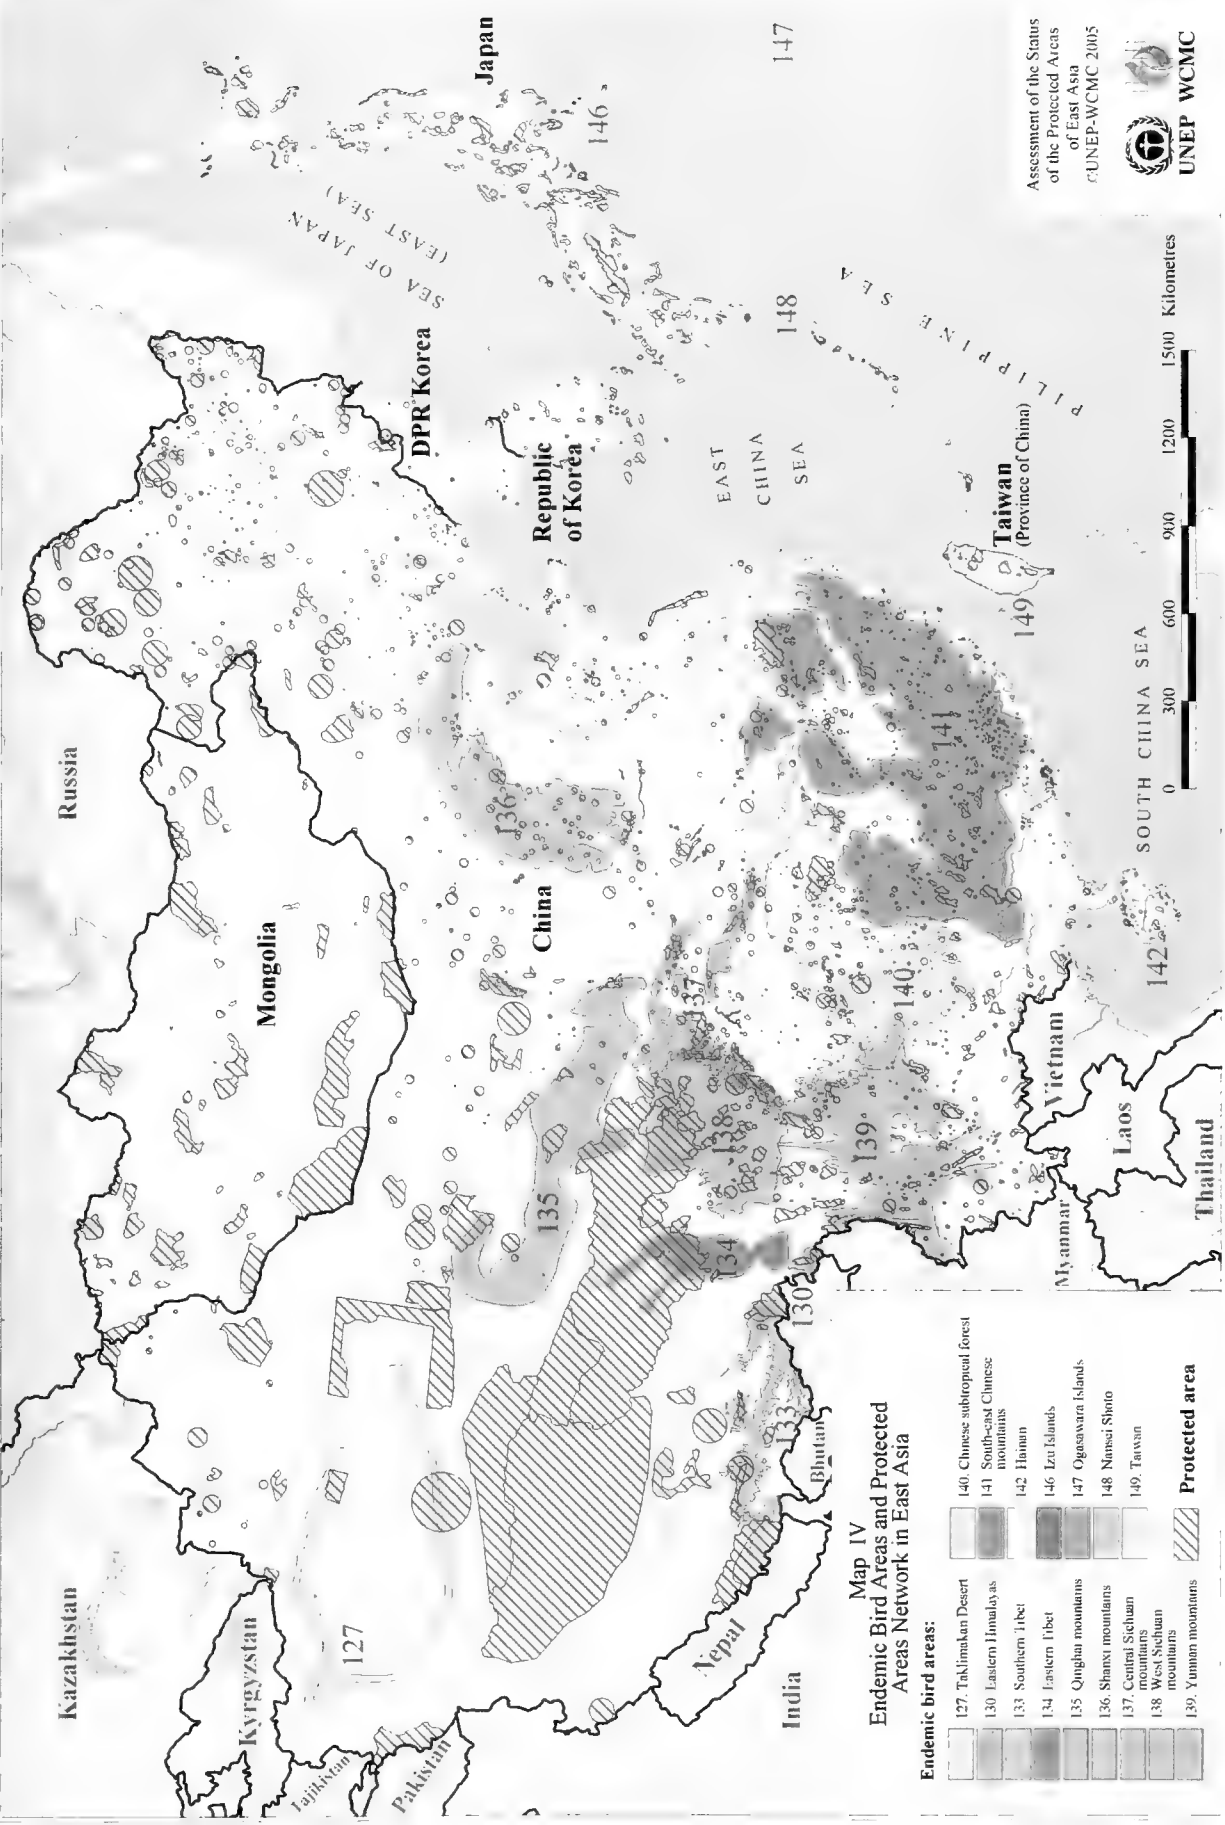 Kazakhstan
Kyrgyzstan
Tajikistan
Pakistan
India
Nepal
Bhutan
Russia
Mongolia
China
Myanmar
Laos
Vietnam
Thailand
DPR Korea
Republic
of Korea
Japan
Taiwan
(Province of China)
SEA OF JAPAN
(EAST SEA)
EAST
CHINA
SEA
PILIPPINE SEA
SOUTH CHINA SEA
127
130
133
134
135
136
137
138
139
140
141
142
146
147
148
149
0 300 600 900 1200 1500 Kilometres
Map IV
Endemic Bird Areas and Protected
Areas Network in East Asia
Endemic bird areas:
127. Taklimakan Desert
130 Eastern Himalayas
133 Southern Tibet
134 Eastern Tibet
135 Qinghai mountains
136. Shanxi mountains
137. Central Sichuan
mountains
138 West Sichuan
mountains
139. Yunnan mountains
140. Chinese subtropical forest
141 South-east Chinese
mountains
142 Hainan
146 Izu Islands
147 Ogasawara Islands
148 Nansei Shoto
149. Taiwan
Protected area
Assessment of the Status
of the Protected Areas
of East Asia
©UNEP-WCMC 2005
UNEP WCMC